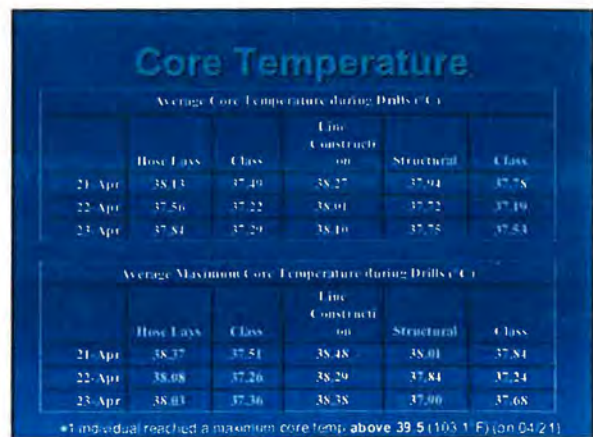 Core Temperature
Average Core Temperature during Drills (°C)
Line
Constructi
Hose Lays Class on Structural Class
21-Apr 38.13 37.49 38.27 37.94 37.78
22-Apr 37.56 37.22 38.01 37.72 37.19
23-Apr 37.84 37.29 38.10 37.75 37.53
Average Maximum Core Temperature during Drills (°C)
Line
Constructi
Hose Lays Class on Structural Class
21-Apr 38.37 37.51 38.48 38.01 37.84
22-Apr 38.08 37.26 38.29 37.84 37.24
23-Apr 38.03 37.36 38.38 37.90 37.68
•1 individual reached a maximum core temp above 39.5 (103.1°F) (on 04/21)